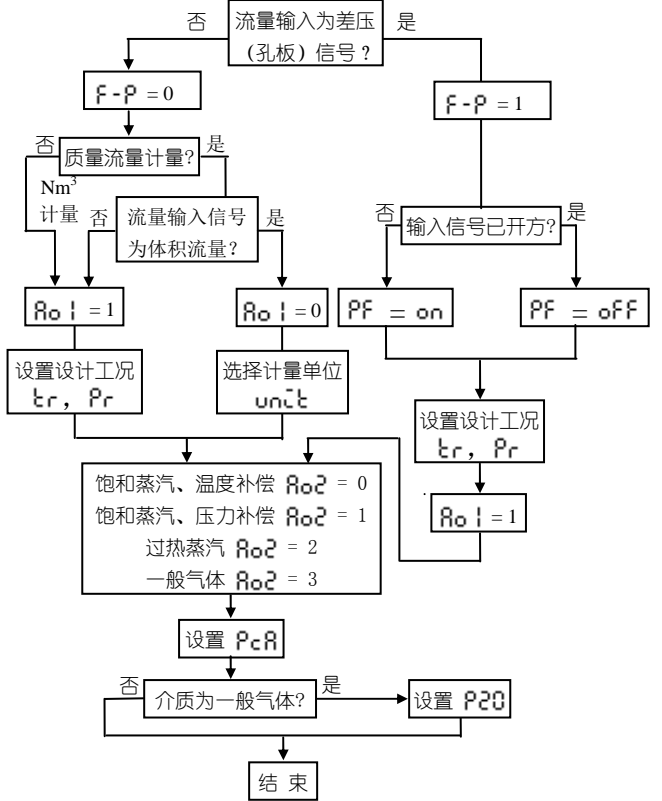 否
流量输入为差压
（孔板）信号？
是
F-P = 0
F-P = 1
否
质量流量计量?
是
Nm³
计量
否
流量输入信号
为体积流量？
是
否
输入信号已开方?
是
Ao1 = 1
Ao1 = 0
PF = on
PF = oFF
设置设计工况
tr，Pr
选择计量单位
unit
设置设计工况
tr，Pr
饱和蒸汽、温度补偿 Ao2 = 0
饱和蒸汽、压力补偿 Ao2 = 1
过热蒸汽 Ao2 = 2
一般气体 Ao2 = 3
Ao1 = 1
设置 PcA
否
介质为一般气体?
是
设置 P20
结 束